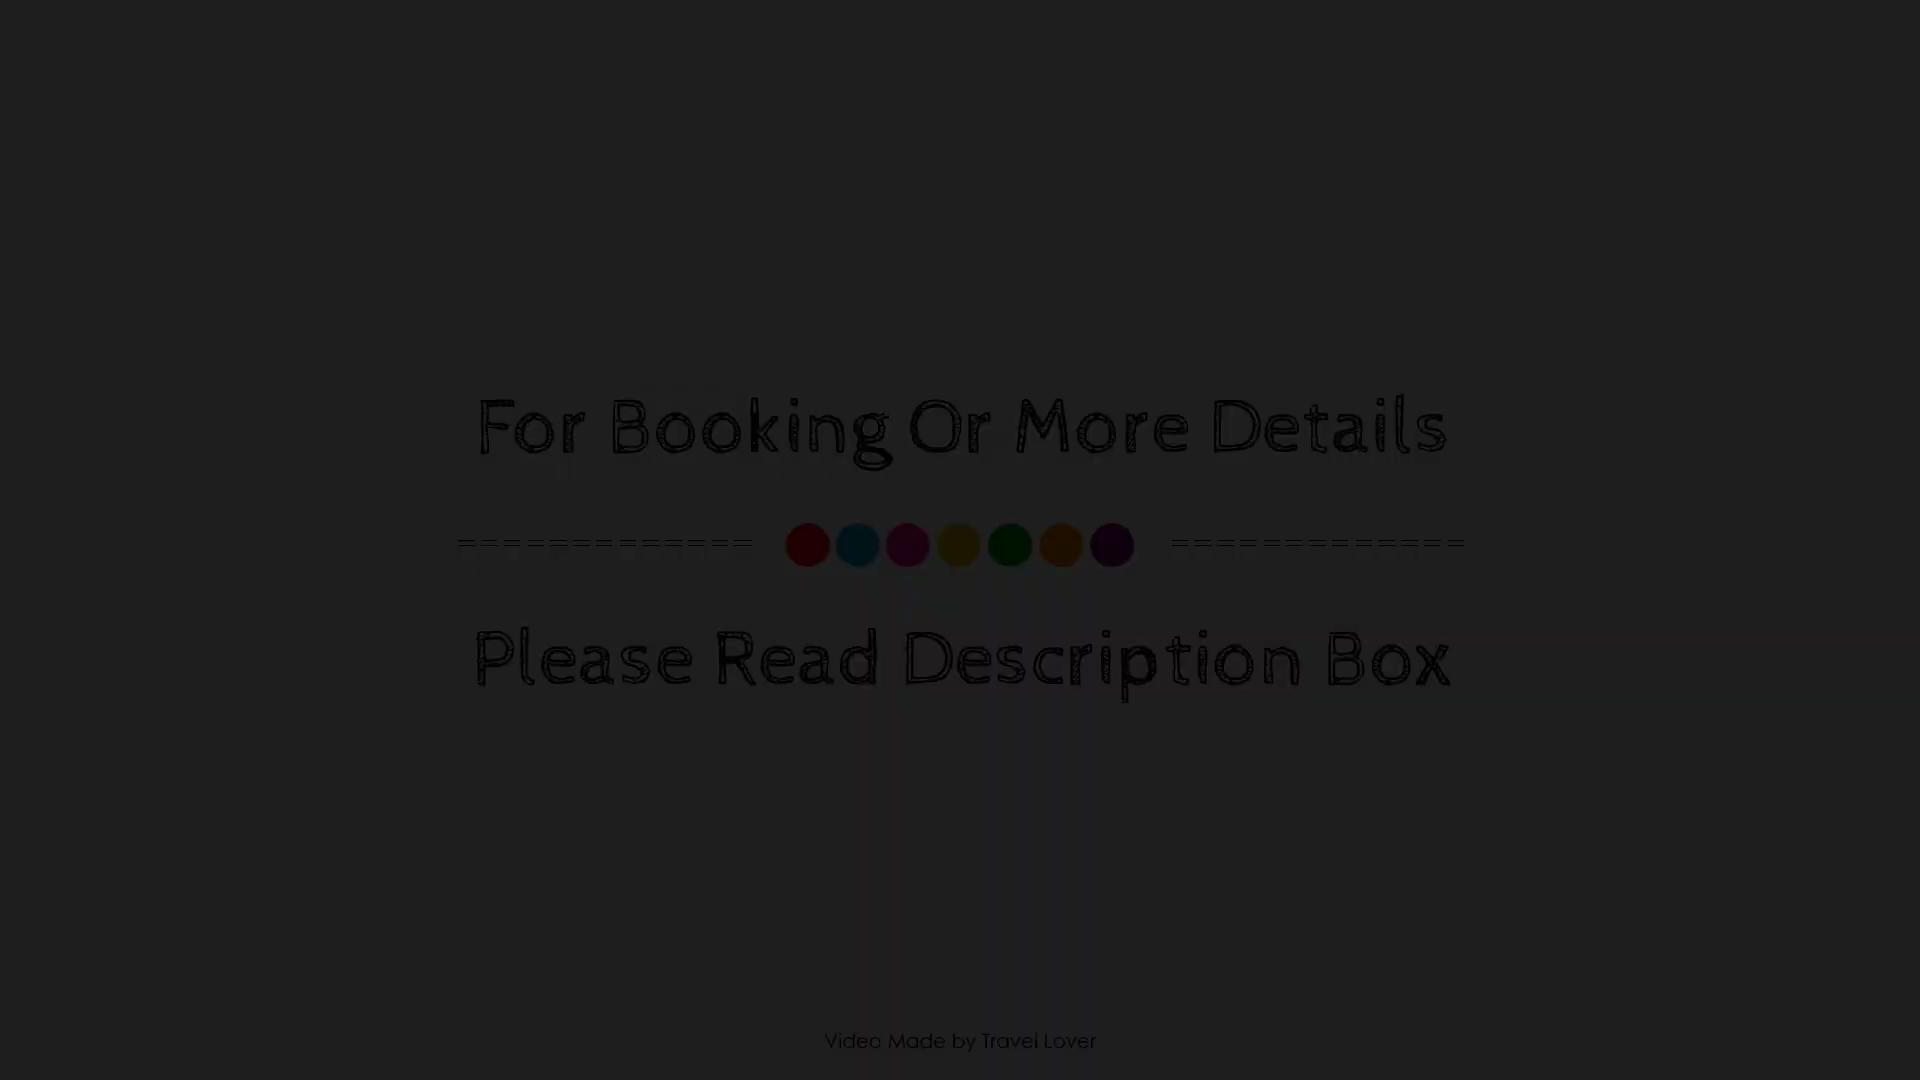 For Booking Or More Details
============= =============
Please Read Description Box
Video Made by Travel Lover